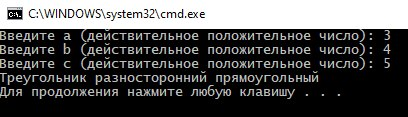 C:\WINDOWS\system32\cmd.exe
Введите a (действительное положительное число): 3
Введите b (действительное положительное число): 4
Введите c (действительное положительное число): 5
Треугольник разносторонний прямоугольный
Для продолжения нажмите любую клавишу . . .